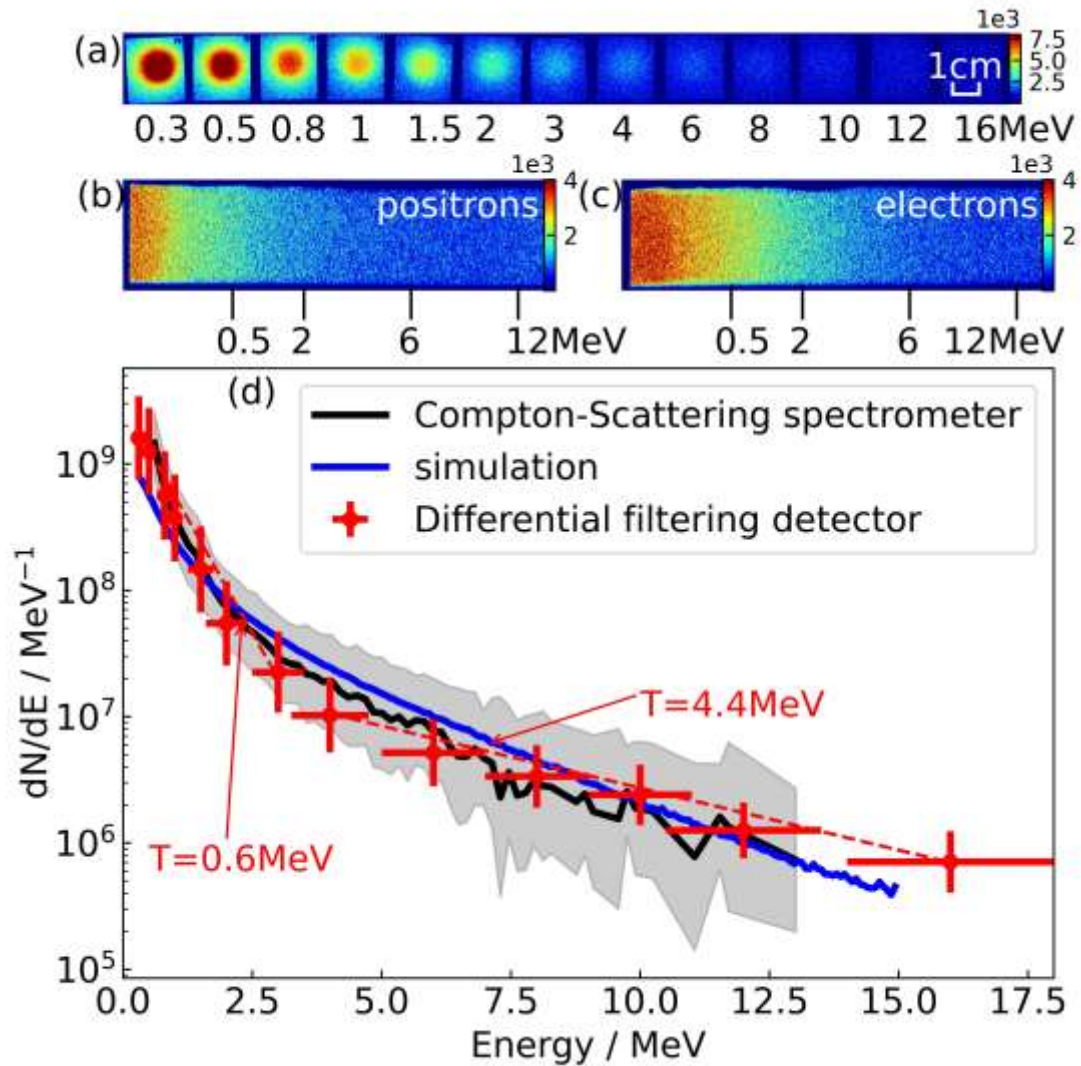 (a)
1e3
7.5
5.0
2.5
1cm
0.3 0.5 0.8 1 1.5 2 3 4 6 8 10 12 16MeV
(b)
1e3
positrons
4
2
(c)
1e3
electrons
4
2
0.5 2 6 12MeV
0.5 2 6 12MeV
(d)
Compton-Scattering spectrometer
simulation
Differential filtering detector
T=4.4MeV
T=0.6MeV
dN/dE / MeV⁻¹
10⁹
10⁸
10⁷
10⁶
10⁵
0.0 2.5 5.0 7.5 10.0 12.5 15.0 17.5
Energy / MeV